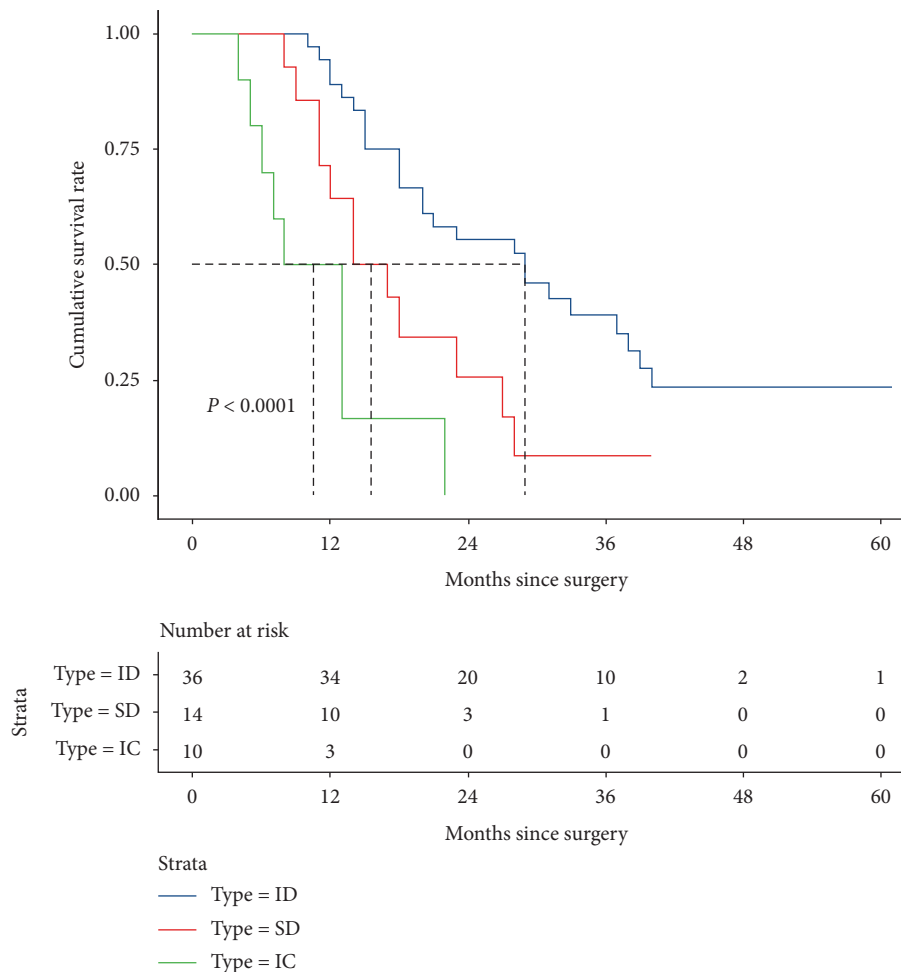 1.00
0.75
0.50
0.25
0.00
Cumulative survival rate
P < 0.0001
0 12 24 36 48 60
Months since surgery
Number at risk
Strata
Type = ID 36 34 20 10 2 1
Type = SD 14 10 3 1 0 0
Type = IC 10 3 0 0 0 0
0 12 24 36 48 60
Months since surgery
Strata
Type = ID
Type = SD
Type = IC